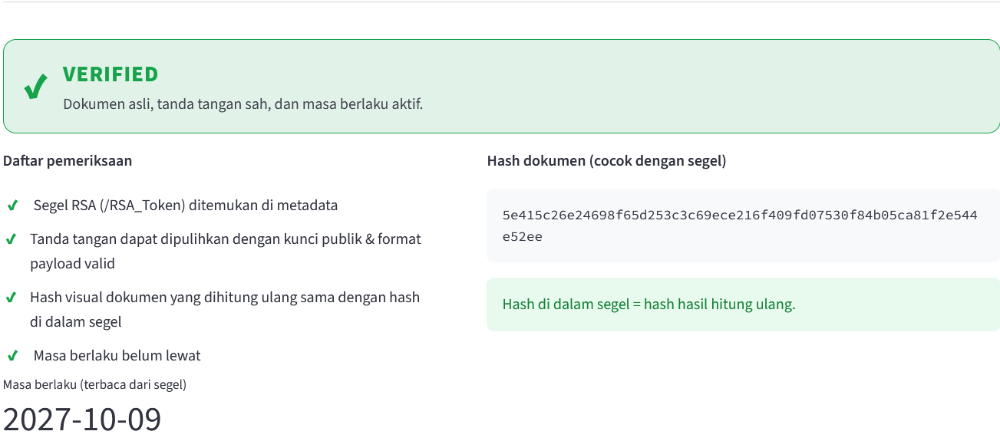 VERIFIED
Dokumen asli, tanda tangan sah, dan masa berlaku aktif.
Daftar pemeriksaan
Segel RSA (/RSA_Token) ditemukan di metadata
Tanda tangan dapat dipulihkan dengan kunci publik & format
payload valid
Hash visual dokumen yang dihitung ulang sama dengan hash
di dalam segel
Masa berlaku belum lewat
Masa berlaku (terbaca dari segel)
2027-10-09
Hash dokumen (cocok dengan segel)
5e415c26e24698f65d253c3c69ece216f409fd07530f84b05ca81f2e544
e52ee
Hash di dalam segel = hash hasil hitung ulang.